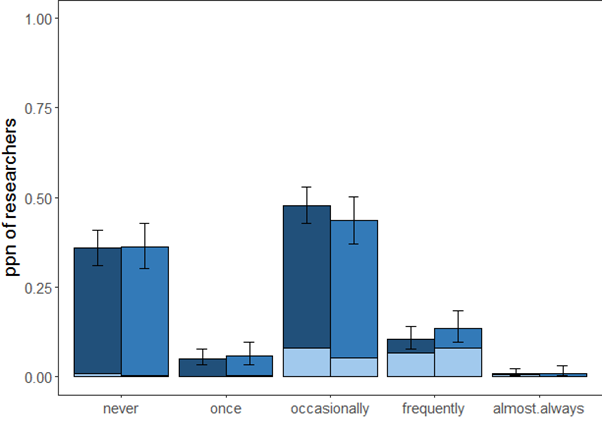 ppn of researchers
1.00
0.75
0.50
0.25
0.00
never once occasionally frequently almost.always